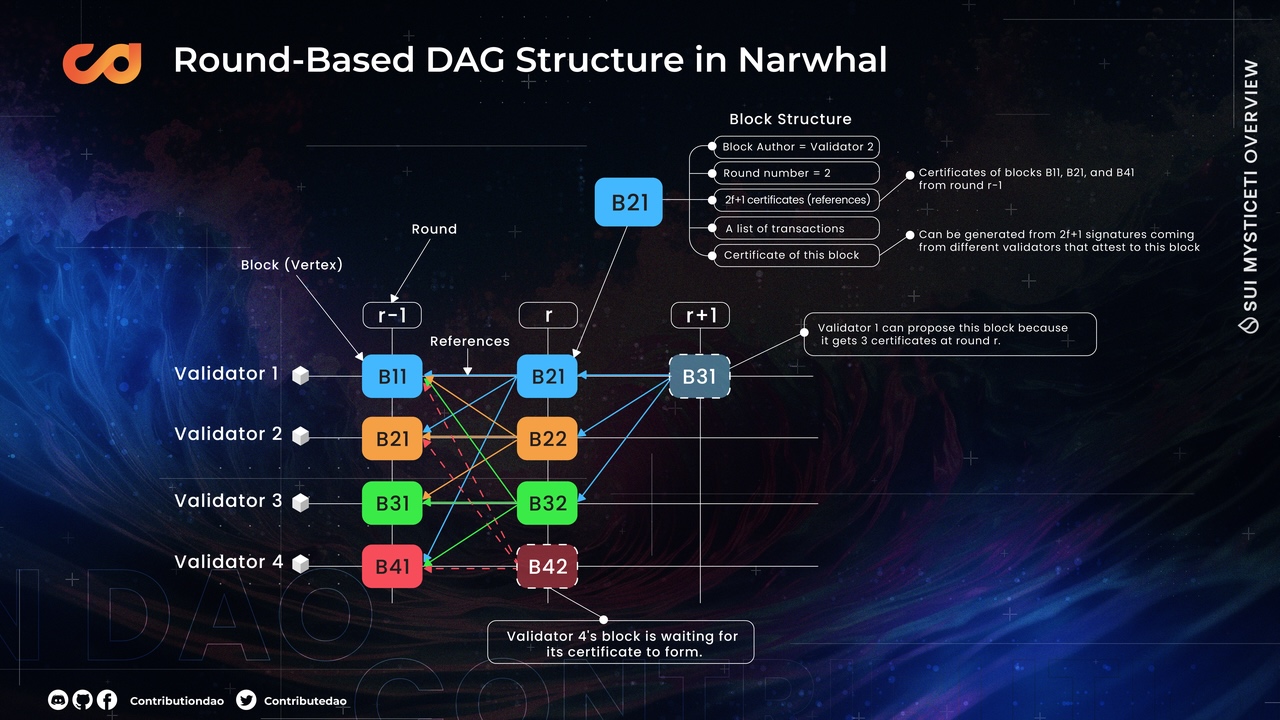 Round-Based DAG Structure in Narwhal
SUI MYSTICETI OVERVIEW
Block Structure
B21
Block Author = Validator 2
Round number = 2
2f+1 certificates (references)
A list of transactions
Certificate of this block
Certificates of blocks B11, B21, and B41
from round r-1
Can be generated from 2f+1 signatures coming
from different validators that attest to this block
Round
Block (Vertex)
r-1
r
r+1
References
Validator 1 can propose this block because
it gets 3 certificates at round r.
Validator 1
B11
B21
B31
Validator 2
B21
B22
Validator 3
B31
B32
Validator 4
B41
B42
Validator 4's block is waiting for
its certificate to form.
N DAO
CONTRI
Contributiondao
Contributedao